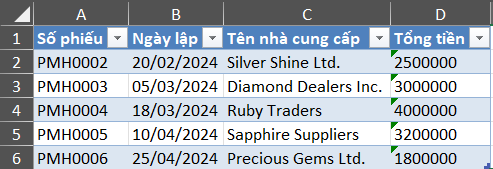 A B C D
1 Số phiếu Ngày lập Tên nhà cung cấp Tổng tiền
2 PMH0002 20/02/2024 Silver Shine Ltd. 2500000
3 PMH0003 05/03/2024 Diamond Dealers Inc. 3000000
4 PMH0004 18/03/2024 Ruby Traders 4000000
5 PMH0005 10/04/2024 Sapphire Suppliers 3200000
6 PMH0006 25/04/2024 Precious Gems Ltd. 1800000